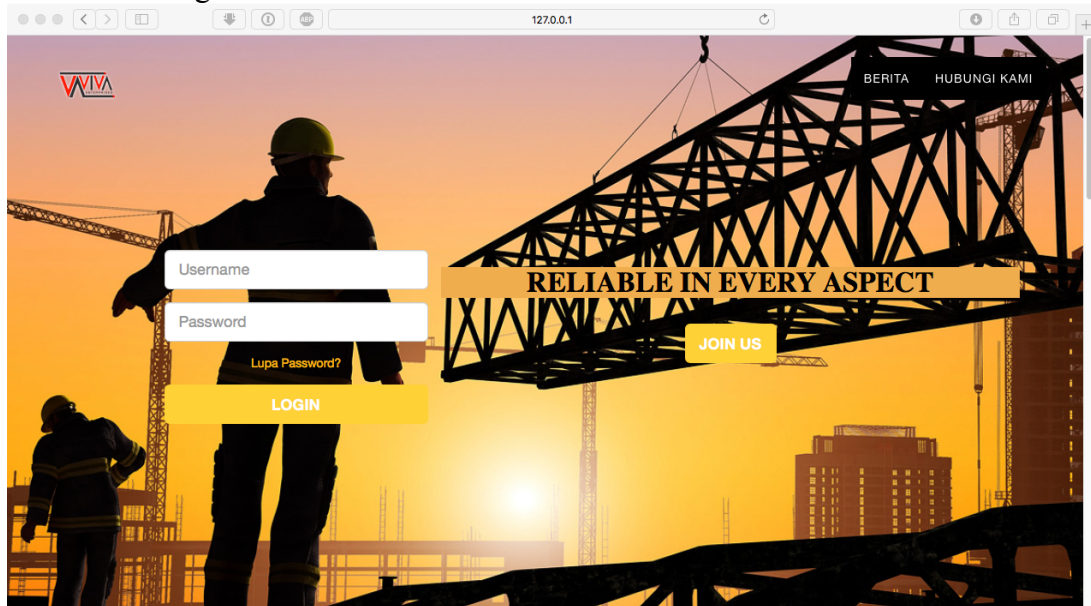 127.0.0.1
ABP
VIVA
BERITA HUBUNGI KAMI
Username
Password
Lupa Password?
LOGIN
RELIABLE IN EVERY ASPECT
JOIN US